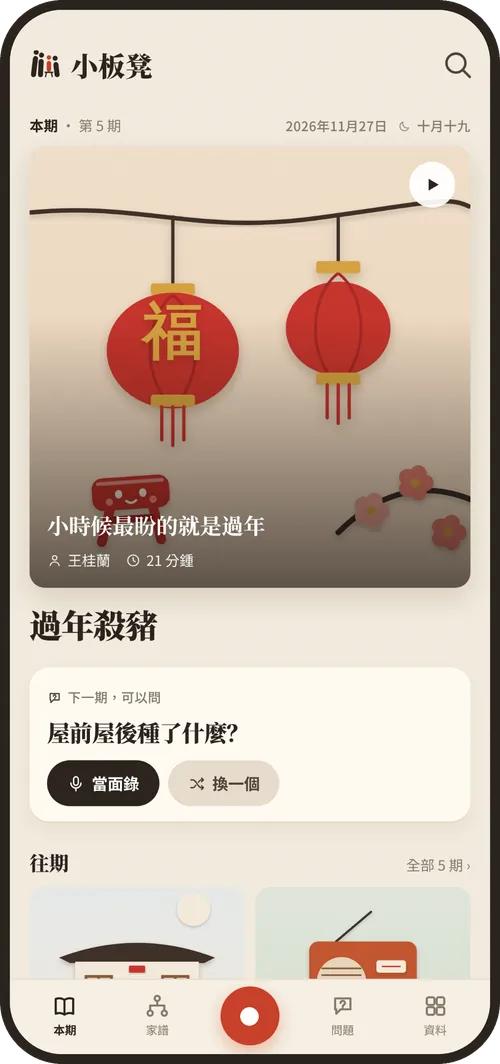 小板凳
本期 · 第 5 期 2026年11月27日 十月十九
福
小時候最盼的就是過年
王桂蘭 21 分鍾
過年殺豬
下一期，可以問
屋前屋後種了什麼?
當面錄 換一個
往期 全部 5 期 ›
本期 家譜 問題 資料